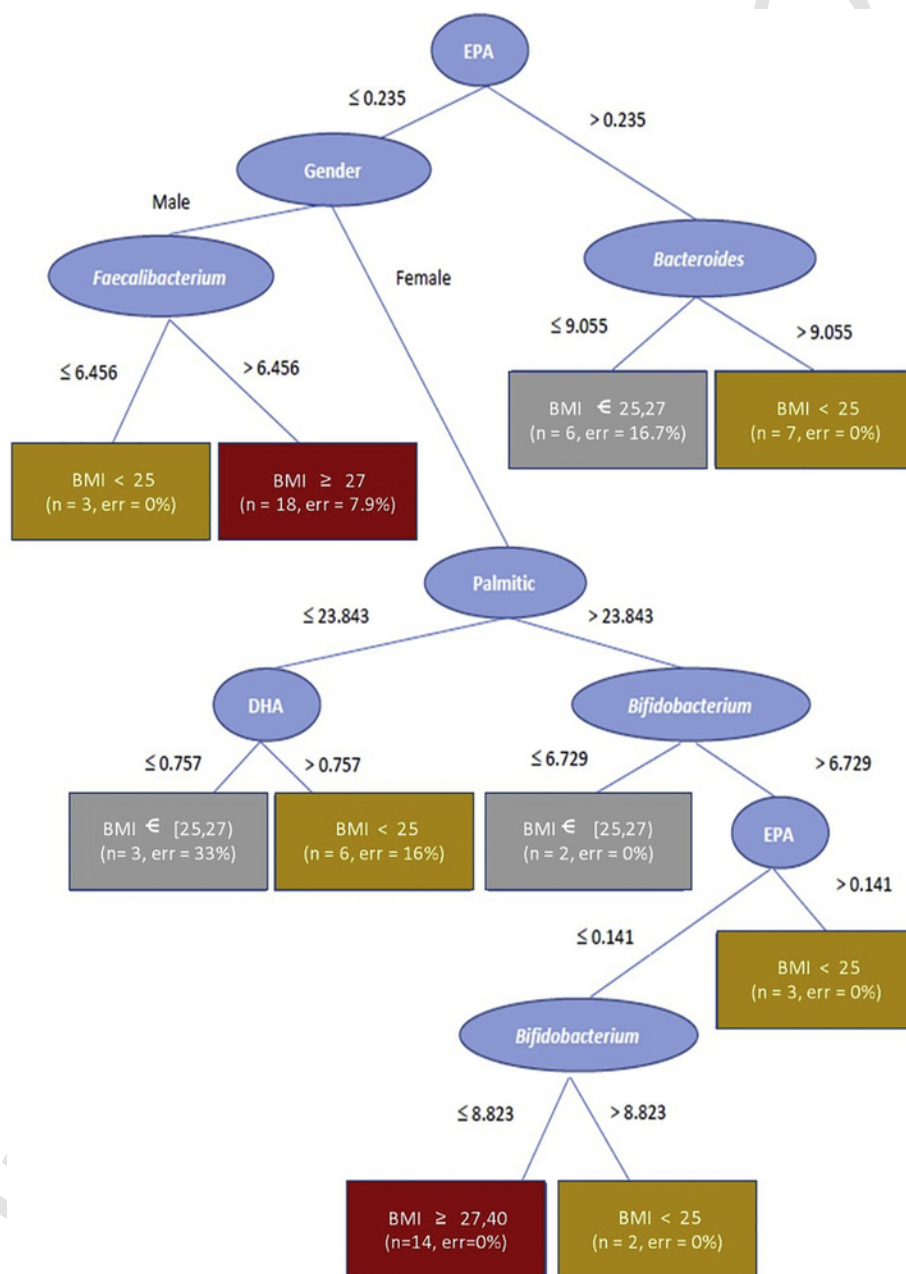 EPA
≤ 0.235
> 0.235
Gender
Male
Female
Faecalibacterium
Bacteroides
≤ 9.055
> 9.055
≤ 6.456
> 6.456
BMI ∈ 25,27
(n = 6, err = 16.7%)
BMI < 25
(n = 7, err = 0%)
BMI < 25
(n = 3, err = 0%)
BMI ≥ 27
(n = 18, err = 7.9%)
Palmitic
≤ 23.843
> 23.843
DHA
Bifidobacterium
≤ 0.757
> 0.757
≤ 6.729
> 6.729
BMI ∈ [25,27)
(n= 3, err = 33%)
BMI < 25
(n = 6, err = 16%)
BMI ∈ [25,27)
(n = 2, err = 0%)
EPA
≤ 0.141
> 0.141
BMI < 25
(n = 3, err = 0%)
Bifidobacterium
≤ 8.823
> 8.823
BMI ≥ 27,40
(n=14, err=0%)
BMI < 25
(n = 2, err = 0%)